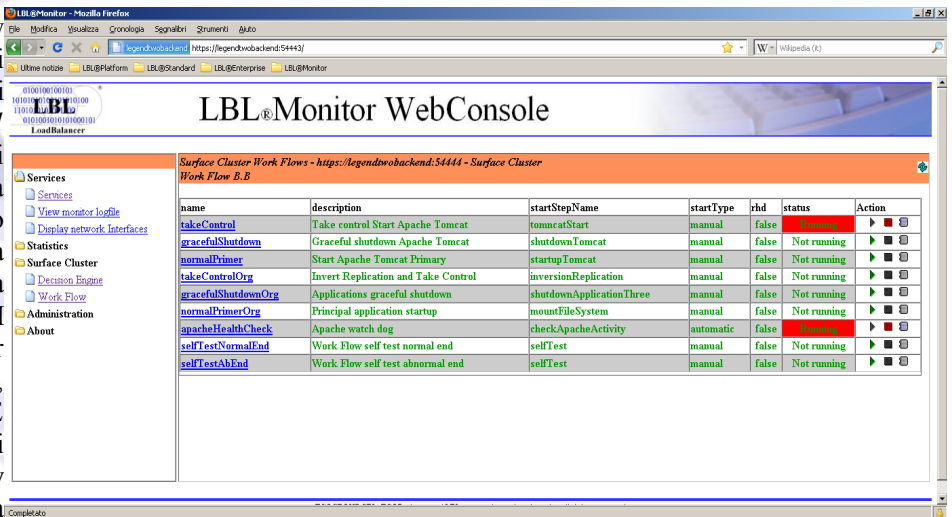 LBL®Monitor - Mozilla Firefox
File Modifica Visualizza Cronologia Segnalibri Strumenti Aiuto
legendtwobackend https://legendtwobackend:54443/
W Wikipedia (it)
Ultime notizie LBL@Platform LBL@Standard LBL@Enterprise LBL@Monitor
LBL
LoadBalancer
LBL®Monitor WebConsole
Surface Cluster Work Flows - https://legendtwobackend:54444 - Surface Cluster
Work Flow B.B
Services
Services
View monitor logfile
Display network Interfaces
Statistics
Surface Cluster
Decision Engine
Work Flow
Administration
About
name description startStepName startType rhd status Action
takeControl Take control Start Apache Tomcat tomncatStart manual false Running
gracefulShutdown Graceful shutdown Apache Tomcat shutdownTomcat manual false Not running
normalPrimer Start Apache Tomcat Primary startupTomcat manual false Not running
takeControlOrg Invert Replication and Take Control inversionReplication manual false Not running
gracefulShutdownOrg Applications graceful shutdown shutdownApplicationThree manual false Not running
normalPrimerOrg Principal application startup mountFileSystem manual false Not running
apacheHealthCheck Apache watch dog checkApacheActivity automatic false Running
selfTestNormalEnd Work Flow self test normal end selfTest manual false Not running
selfTestAbEnd Work Flow self test abnormal end selfTest manual false Not running
Completato